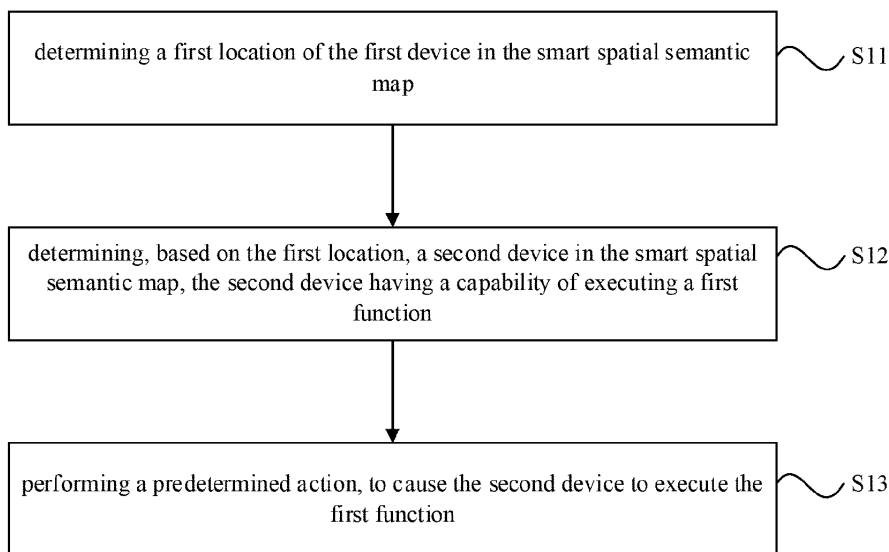 determining a first location of the first device in the smart spatial semantic
map
S11
determining, based on the first location, a second device in the smart spatial
semantic map, the second device having a capability of executing a first
function
S12
performing a predetermined action, to cause the second device to execute the
first function
S13